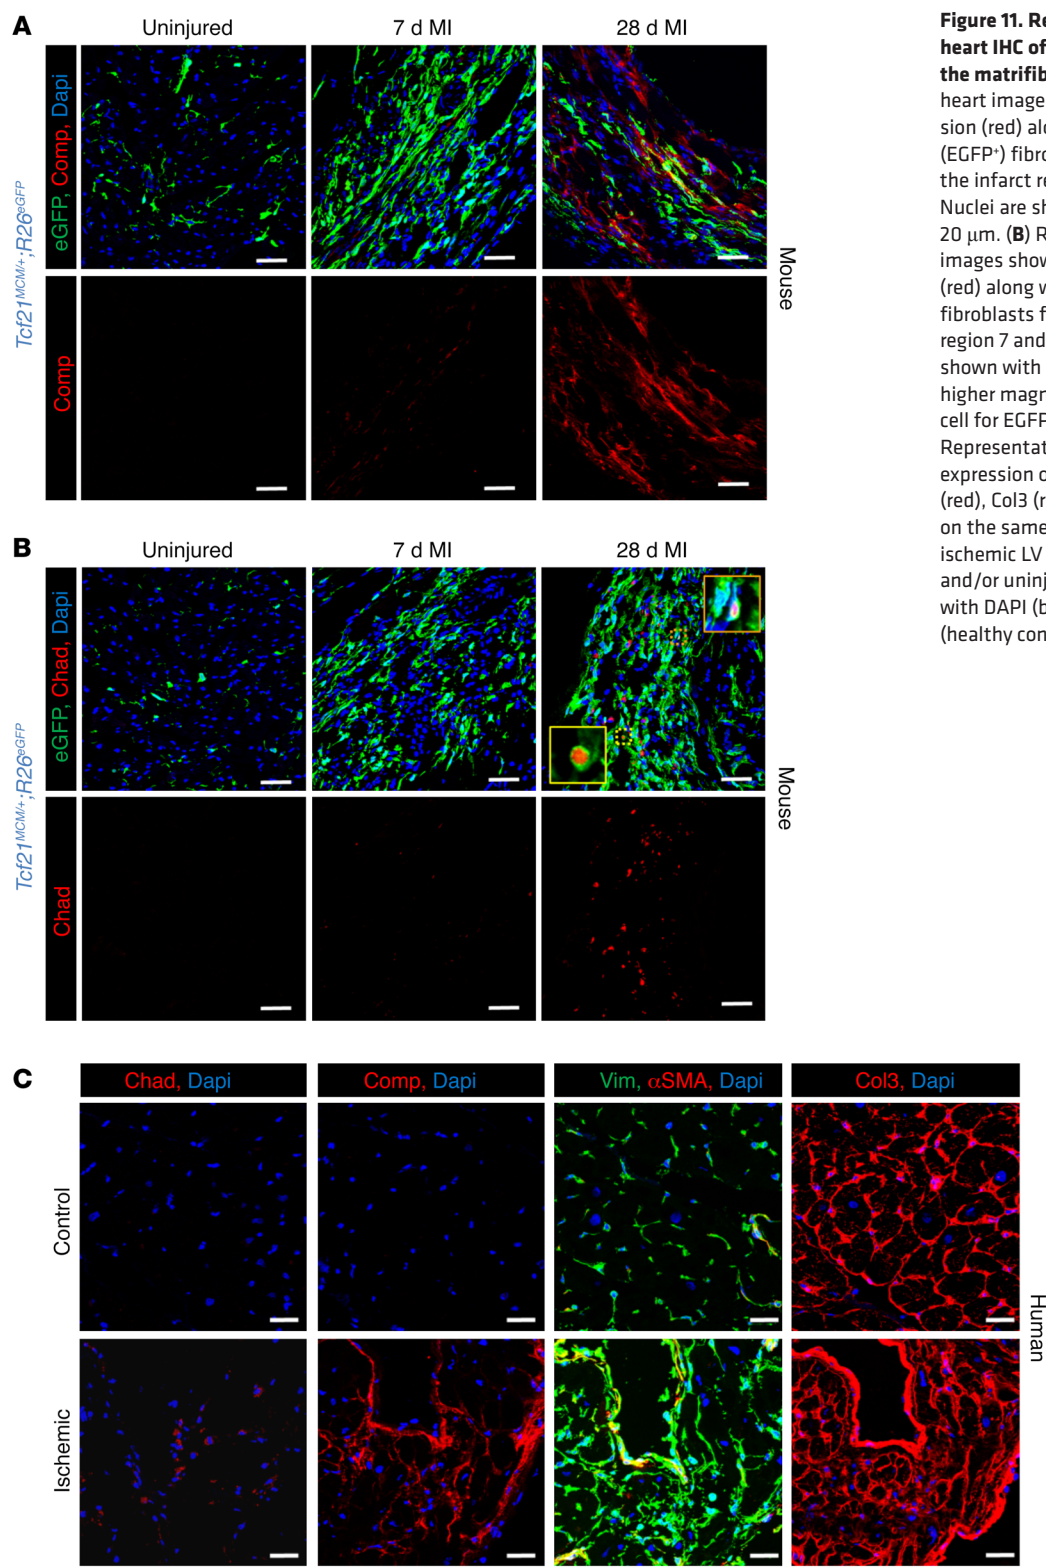 A
Uninjured
7 d MI
28 d MI
Tcf21MCM/+;R26eGFP
eGFP, Comp, Dapi
Comp
Mouse
B
Uninjured
7 d MI
28 d MI
Tcf21MCM/+;R26eGFP
eGFP, Chad, Dapi
Chad
Mouse
C
Chad, Dapi
Comp, Dapi
Vim, αSMA, Dapi
Col3, Dapi
Control
Ischemic
Human
Figure 11. Re
heart IHC of
the matrifib
heart image
sion (red) alo
(EGFP+) fibro
the infarct re
Nuclei are sh
20 μm. (B) R
images show
(red) along w
fibroblasts f
region 7 and
shown with
higher magn
cell for EGFP
Representat
expression o
(red), Col3 (r
on the same
ischemic LV
and/or uninj
with DAPI (b
(healthy con